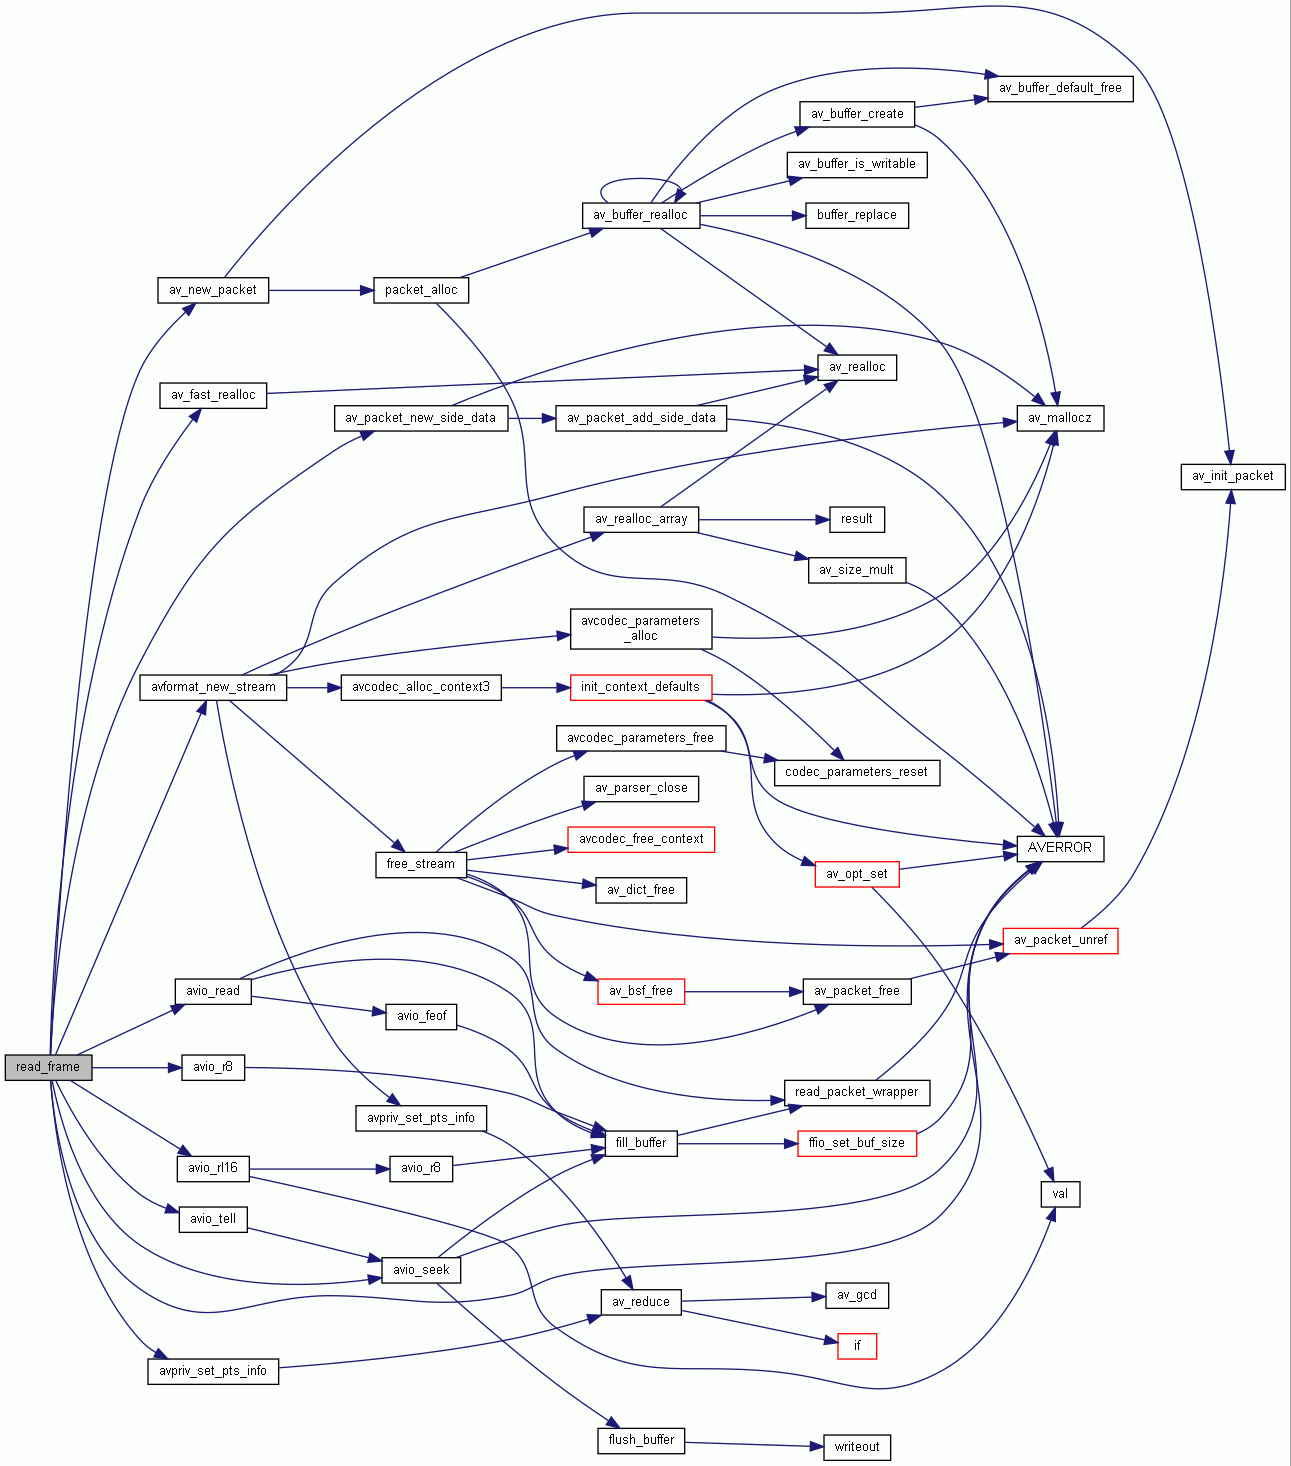 av_buffer_default_free
av_buffer_create
av_buffer_is_writable
av_buffer_realloc
buffer_replace
av_new_packet
packet_alloc
av_realloc
av_fast_realloc
av_packet_new_side_data
av_packet_add_side_data
av_mallocz
av_init_packet
av_realloc_array
result
av_size_mult
avcodec_parameters
_alloc
avformat_new_stream
avcodec_alloc_context3
init_context_defaults
avcodec_parameters_free
codec_parameters_reset
av_parser_close
avcodec_free_context
AVERROR
free_stream
av_opt_set
av_dict_free
av_packet_unref
avio_read
av_bsf_free
av_packet_free
avio_feof
read_frame
avio_r8
read_packet_wrapper
avpriv_set_pts_info
fill_buffer
ffio_set_buf_size
avio_rl16
avio_r8
val
avio_tell
avio_seek
av_reduce
av_gcd
if
avpriv_set_pts_info
flush_buffer
writeout